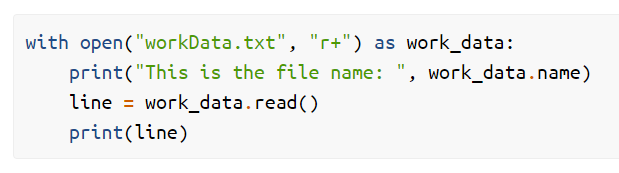 with open("workData.txt", "r+") as work_data:
    print("This is the file name: ", work_data.name)
    line = work_data.read()
    print(line)